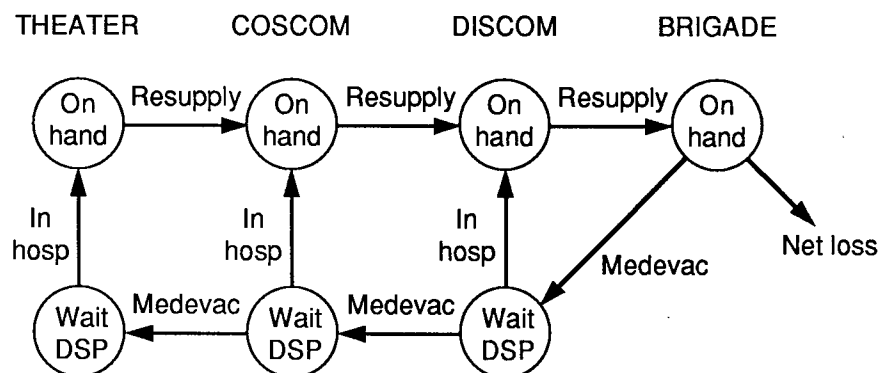 THEATER COSCOM DISCOM BRIGADE
On hand
Resupply
On hand
Resupply
On hand
Resupply
On hand
In hosp
In hosp
In hosp
Medevac
Net loss
Wait DSP
Medevac
Wait DSP
Medevac
Wait DSP